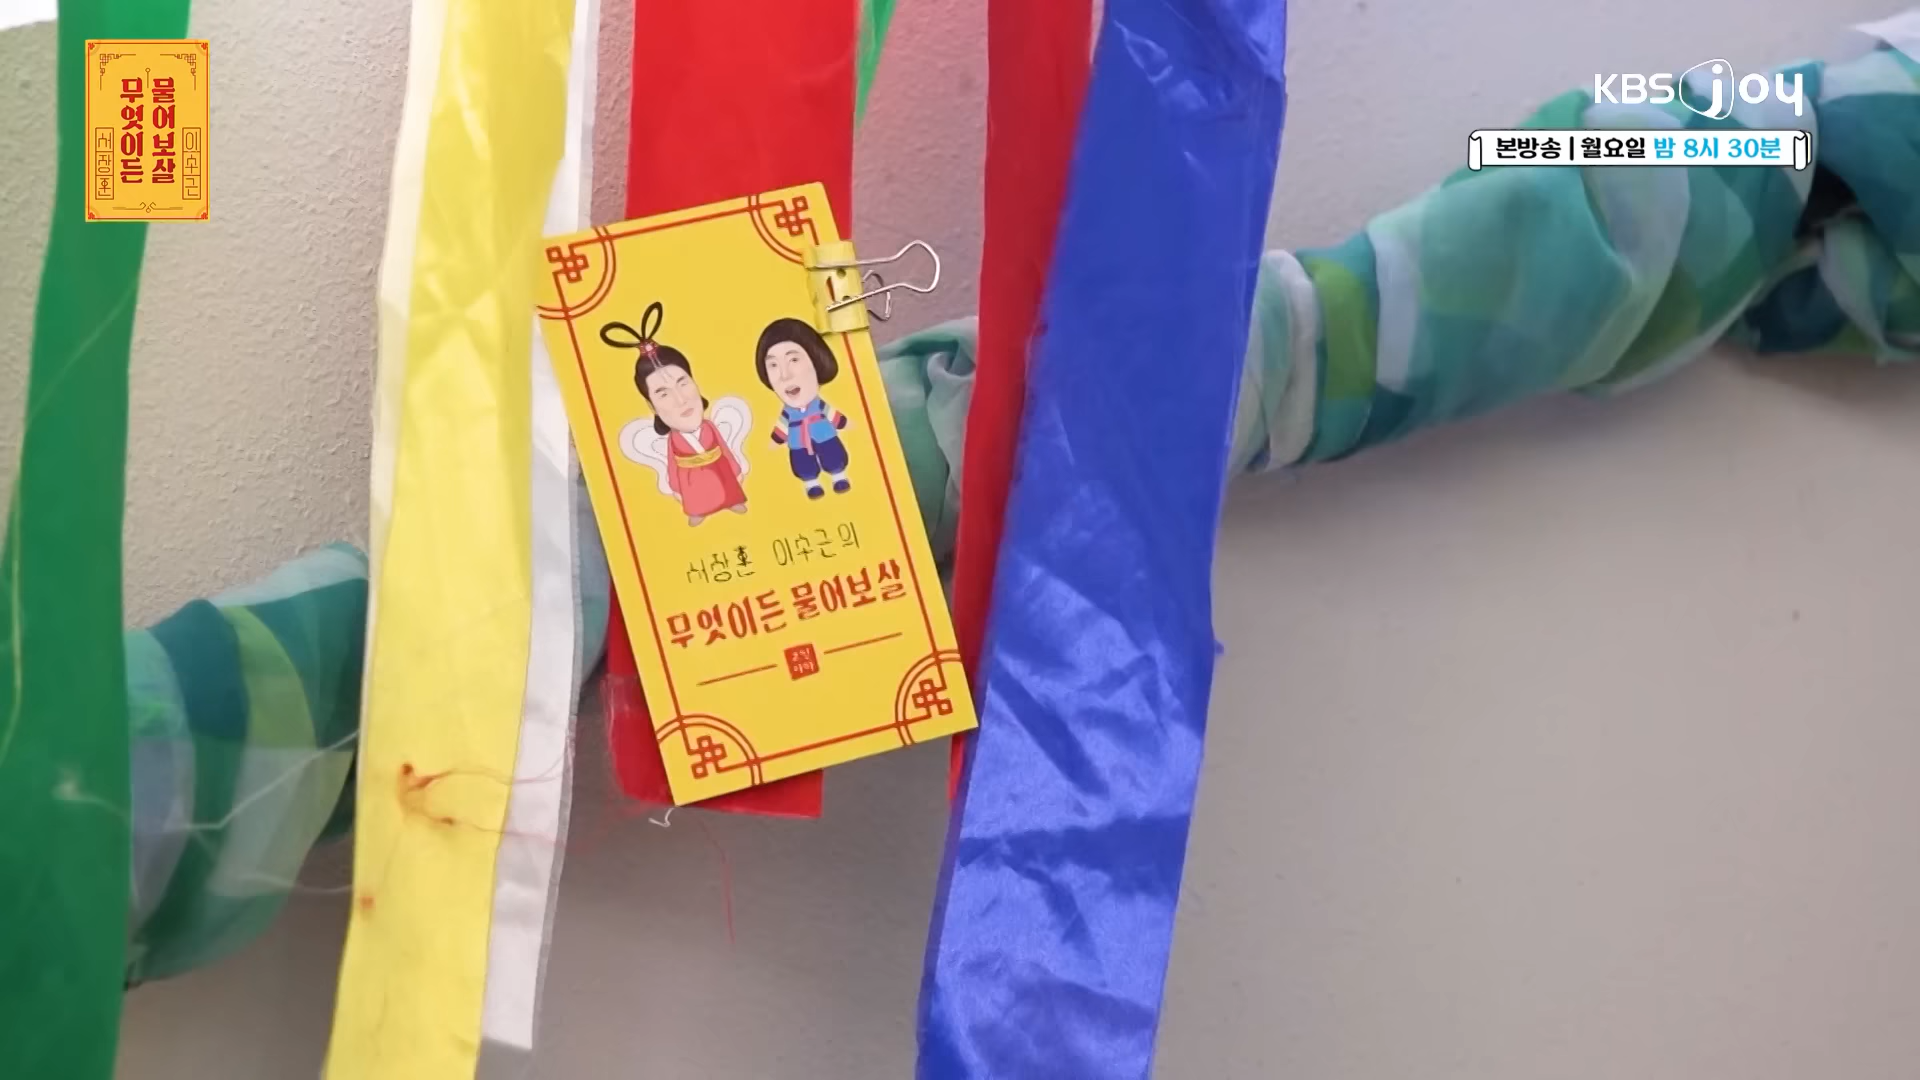 무엇이든
물어보살
서장훈
이수근
KBS joy
본방송 | 월요일 밤 8시 30분
서장훈 이수근의
무엇이든 물어보살